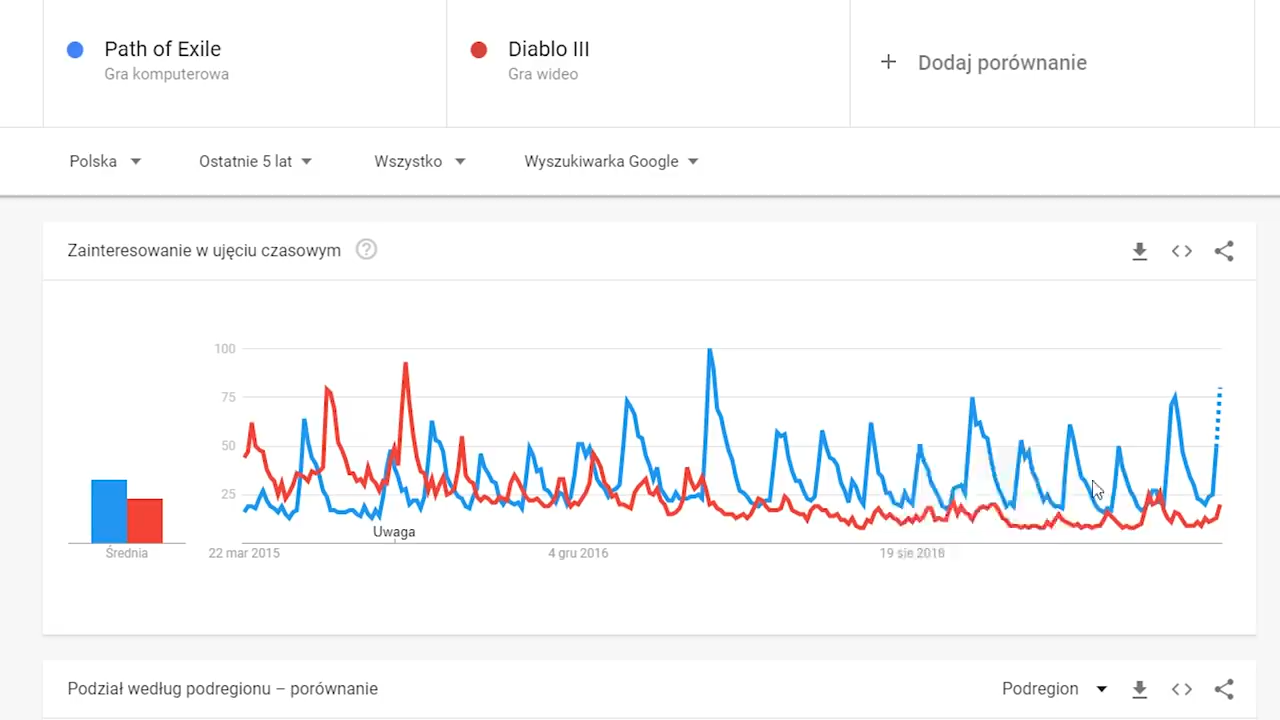 Path of Exile
Gra komputerowa
Diablo III
Gra wideo
+ Dodaj porównanie
Polska
Ostatnie 5 lat
Wszystko
Wyszukiwarka Google
Zainteresowanie w ujęciu czasowym ?
100
75
50
25
Uwaga
Średnia
22 mar 2015
4 gru 2016
19 sie 2018
Podział według podregionu – porównanie
Podregion